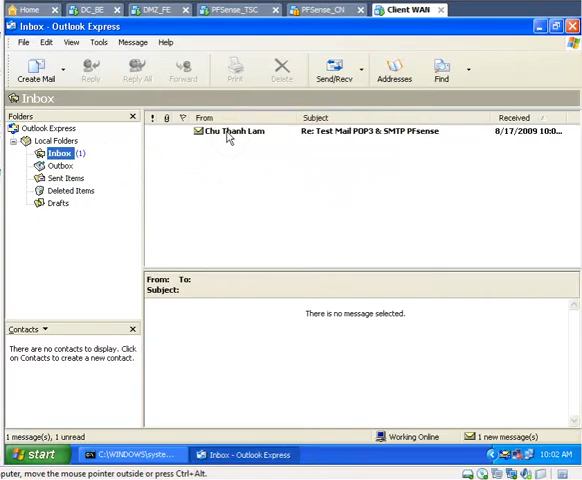 Home DC_BE DMZ_FE PFSense_TSC PFSense_CN Client WAN
Inbox - Outlook Express
File Edit View Tools Message Help
Create Mail Reply Reply All Forward Print Delete Send/Recv Addresses Find
Inbox
Folders
Outlook Express
Local Folders
Inbox (1)
Outbox
Sent Items
Deleted Items
Drafts
! From Subject Received
Chu Thanh Lam Re: Test Mail POP3 & SMTP PFsense 8/17/2009 10:0...
From: To:
Subject:
There is no message selected.
Contacts
There are no contacts to display. Click
on Contacts to create a new contact.
1 message(s), 1 unread Working Online 1 new message(s)
start C:\WINDOWS\syste... Inbox - Outlook Express 10:02 AM
puter, move the mouse pointer outside or press Ctrl+Alt.